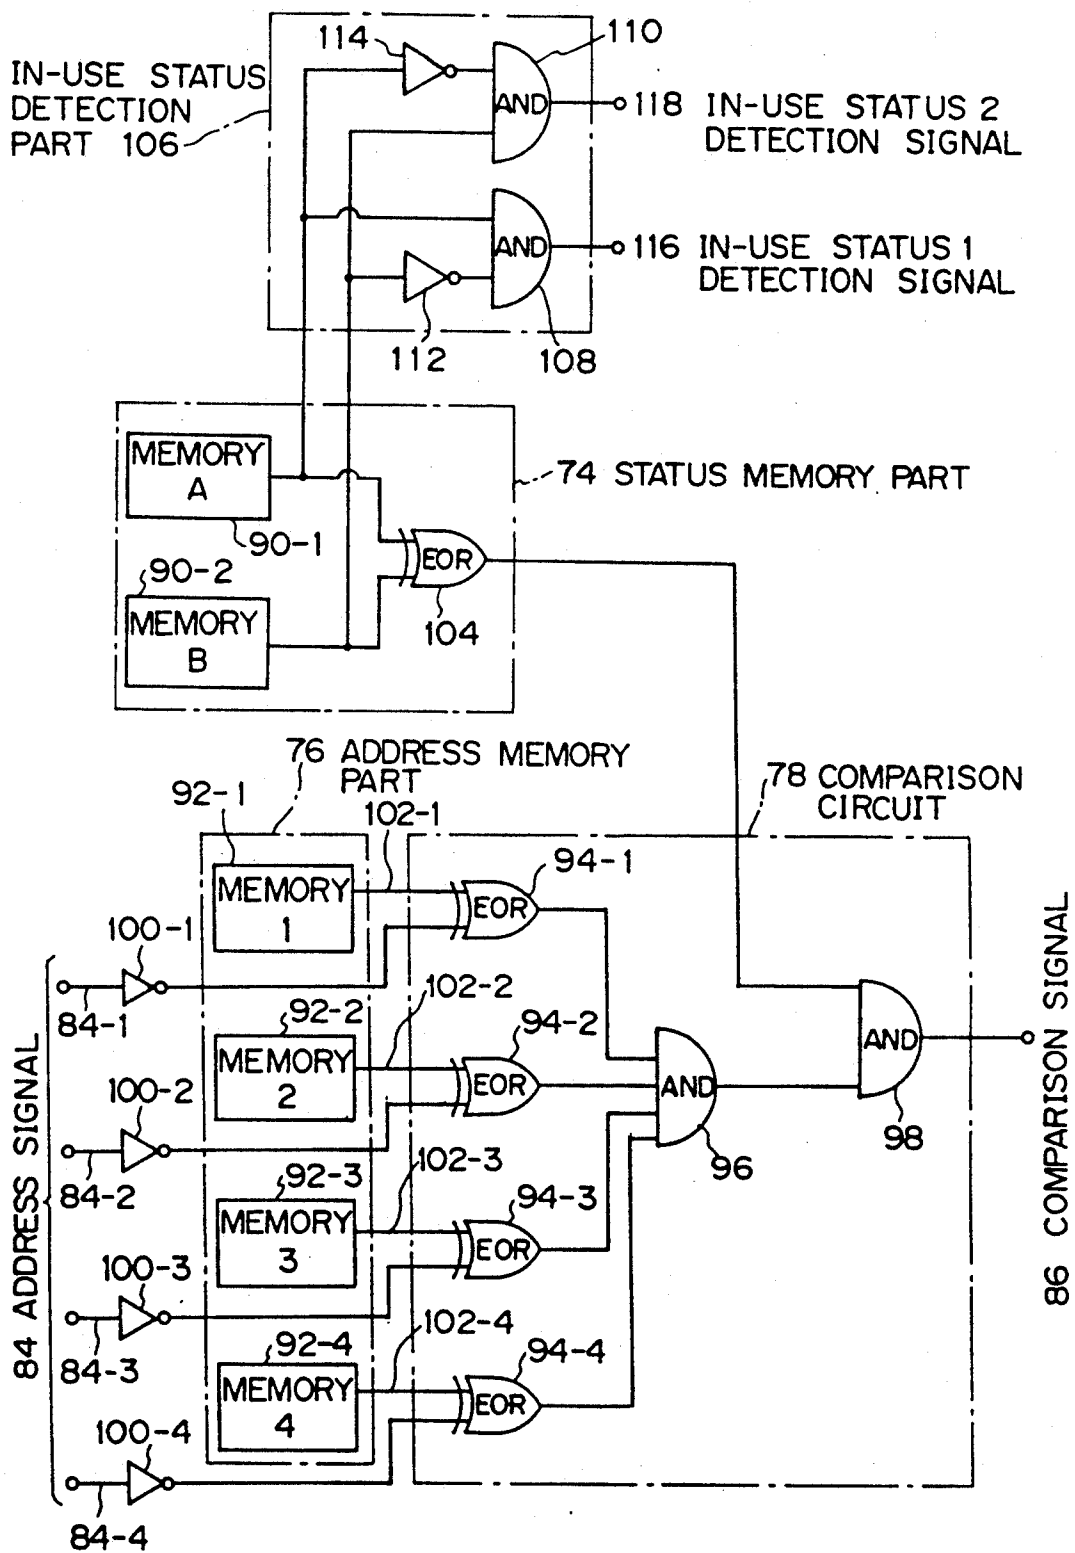 114
110
IN-USE STATUS
DETECTION
PART 106
AND
118 IN-USE STATUS 2
DETECTION SIGNAL
AND
116 IN-USE STATUS 1
DETECTION SIGNAL
112
108
MEMORY
A
90-1
74 STATUS MEMORY PART
EOR
104
90-2
MEMORY
B
76 ADDRESS MEMORY
PART
78 COMPARISON
CIRCUIT
92-1
102-1
MEMORY
1
EOR
94-1
100-1
84-1
92-2
102-2
94-2
MEMORY
2
EOR
AND
96
AND
98
86 COMPARISON SIGNAL
84 ADDRESS SIGNAL
100-2
84-2
92-3
102-3
94-3
MEMORY
3
EOR
100-3
84-3
92-4
102-4
94-4
MEMORY
4
EOR
100-4
84-4